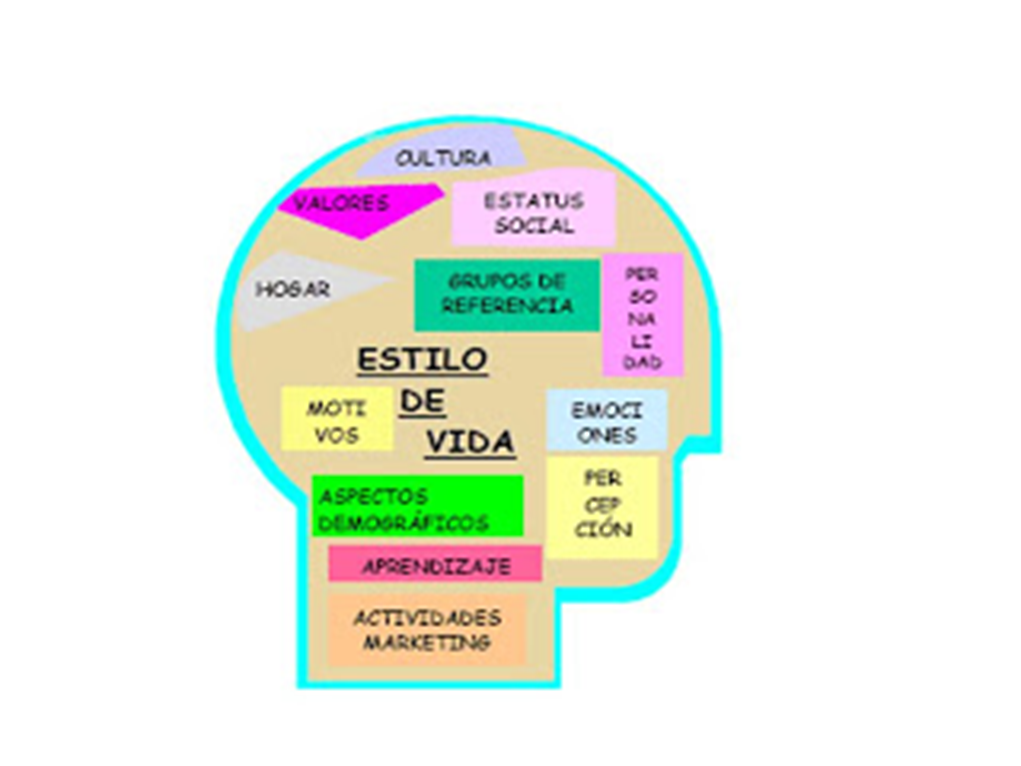 CULTURA
VALORES
ESTATUS
SOCIAL
HOGAR
GRUPOS DE
REFERENCIA
PER
SO
NA
LI
DAD
ESTILO
DE
VIDA
MOTI
VOS
EMOCI
ONES
ASPECTOS
DEMOGRÁFICOS
PER
CEP
CIÓN
APRENDIZAJE
ACTIVIDADES
MARKETING